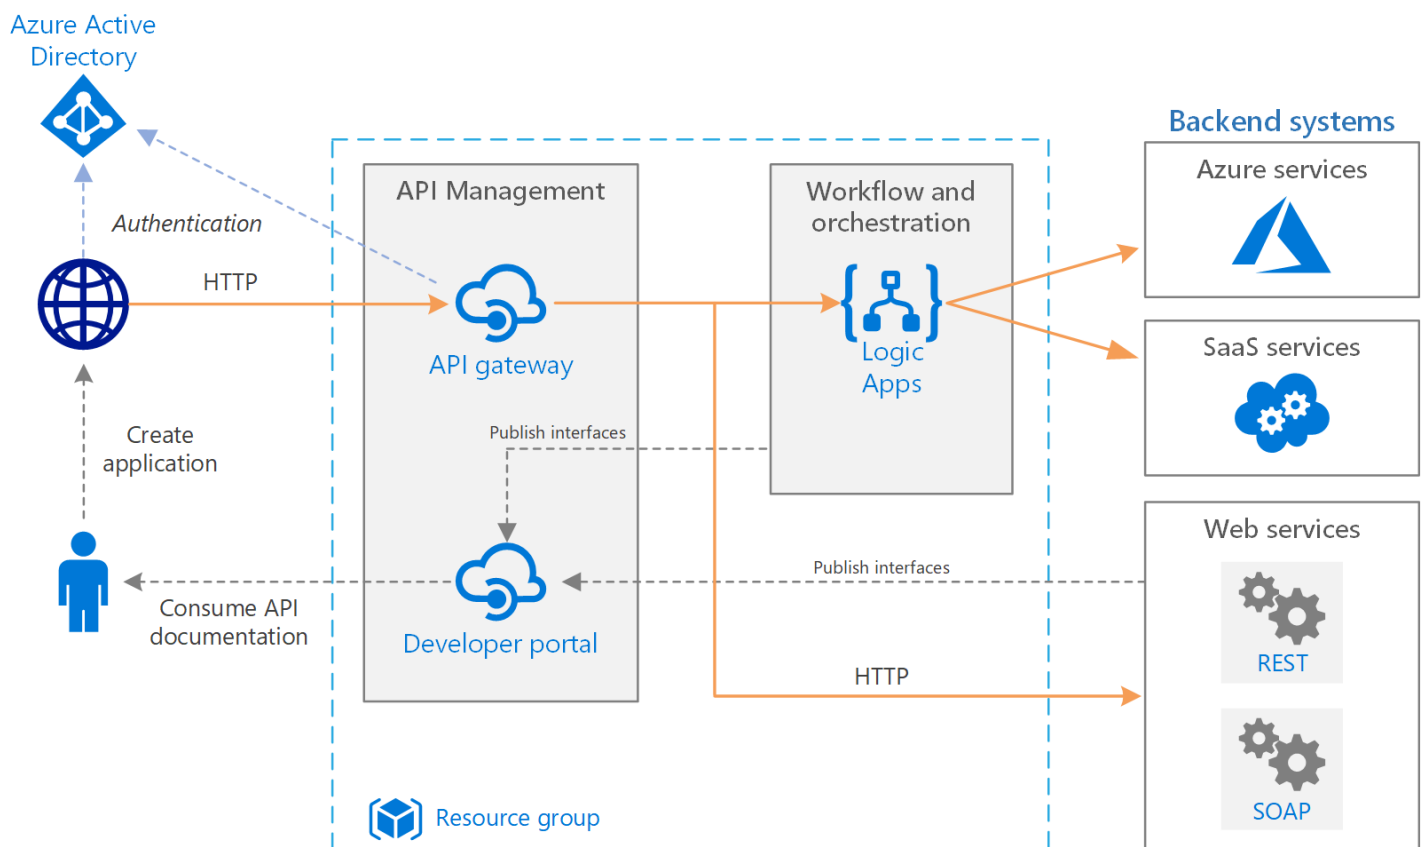 Azure Active
Directory
Backend systems
Azure services
API Management
Workflow and
orchestration
Authentication
HTTP
API gateway
Logic
Apps
SaaS services
Create
application
Publish interfaces
Web services
Publish interfaces
Consume API
documentation
Developer portal
REST
HTTP
SOAP
Resource group